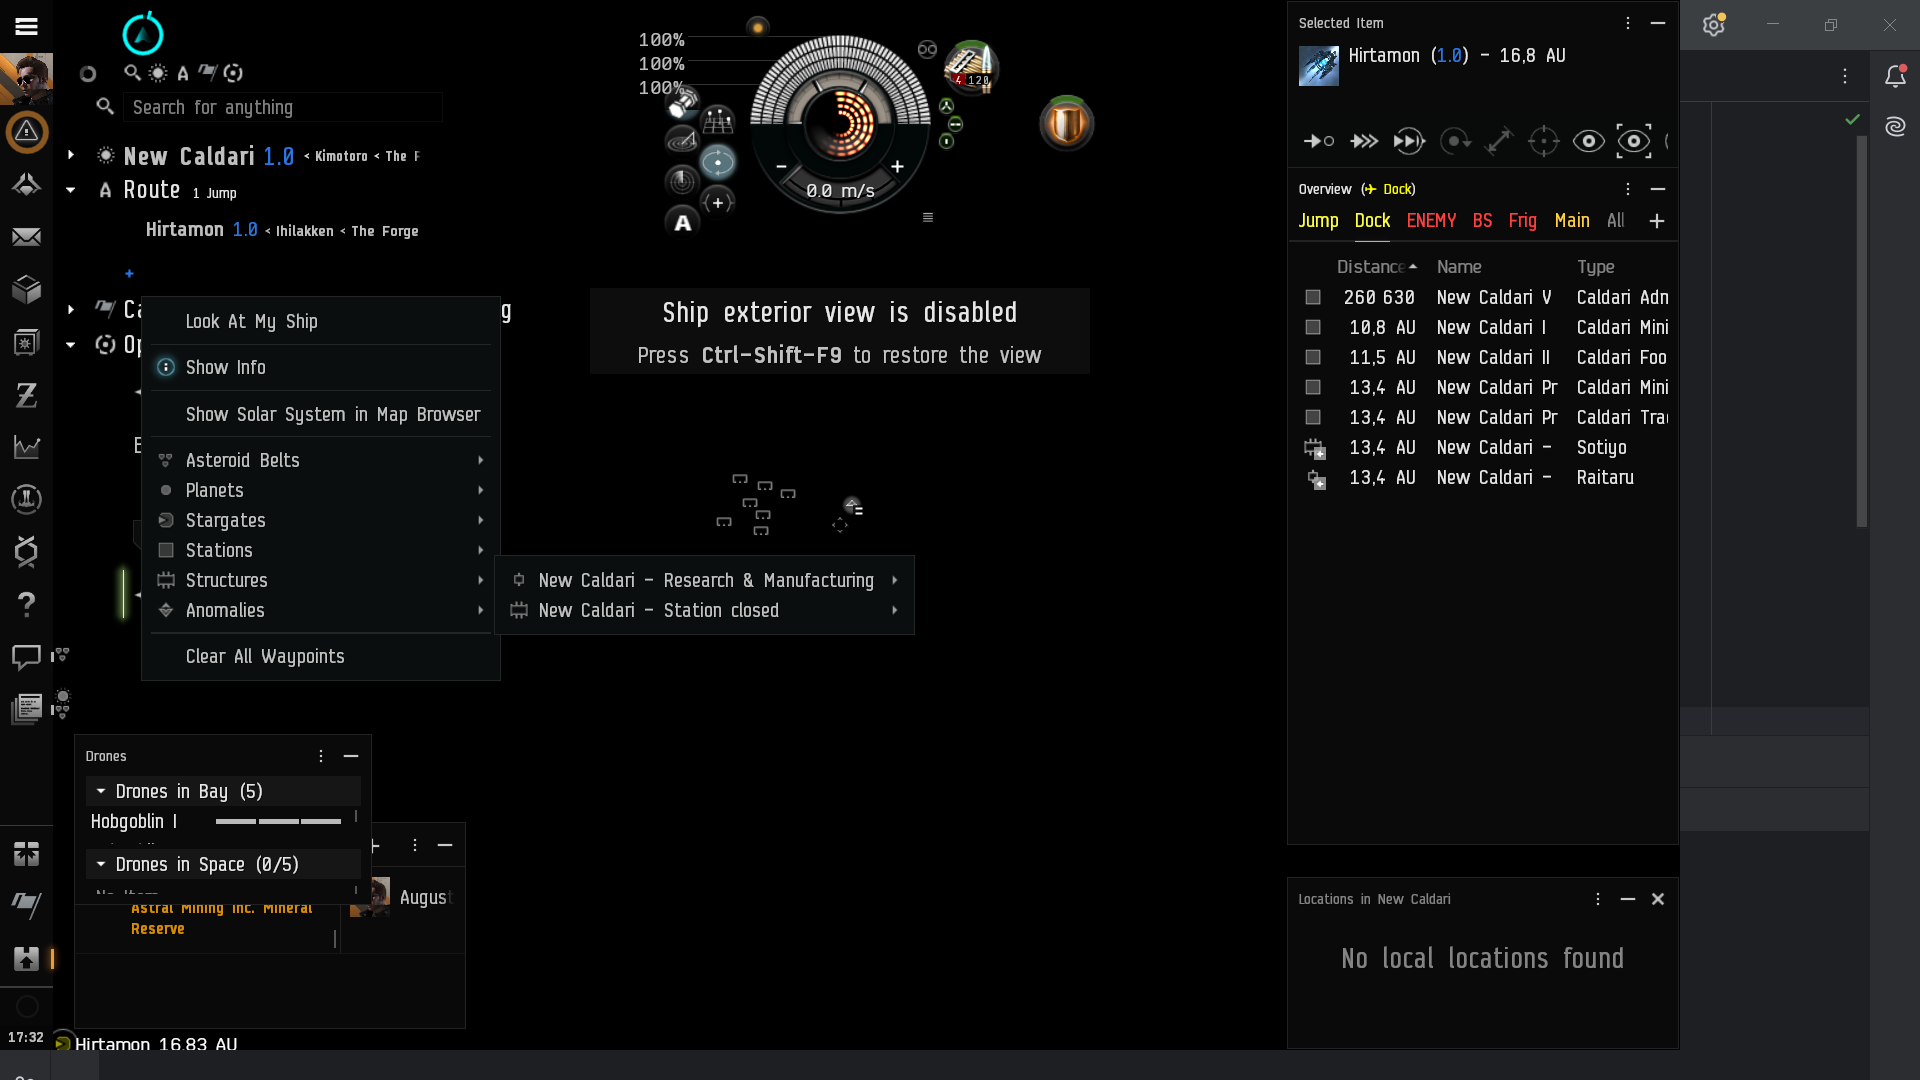 Search for anything
New Caldari 1.0 < Kimotoro < The F
Route 1 Jump
Hirtamon 1.0 < Ihilakken < The Forge
Look At My Ship
Show Info
Show Solar System in Map Browser
Asteroid Belts
Planets
Stargates
Stations
Structures
Anomalies
Clear All Waypoints
New Caldari - Research & Manufacturing
New Caldari - Station closed
100%
100%
100%
4 120
0.0 m/s
Ship exterior view is disabled
Press Ctrl-Shift-F9 to restore the view
Selected Item
Hirtamon (1.0) - 16,8 AU
Overview (Dock)
Jump Dock ENEMY BS Frig Main All
Distance Name Type
260 630 New Caldari V Caldari Adn
10,8 AU New Caldari I Caldari Mini
11,5 AU New Caldari II Caldari Foo
13,4 AU New Caldari Pr Caldari Mini
13,4 AU New Caldari Pr Caldari Tra
13,4 AU New Caldari - Sotiyo
13,4 AU New Caldari - Raitaru
Locations in New Caldari
No local locations found
Drones
Drones in Bay (5)
Hobgoblin I
Drones in Space (0/5)
No Item
Astral Mining Inc. Mineral
Reserve
August
17:32
Hirtamon 16,83 AU